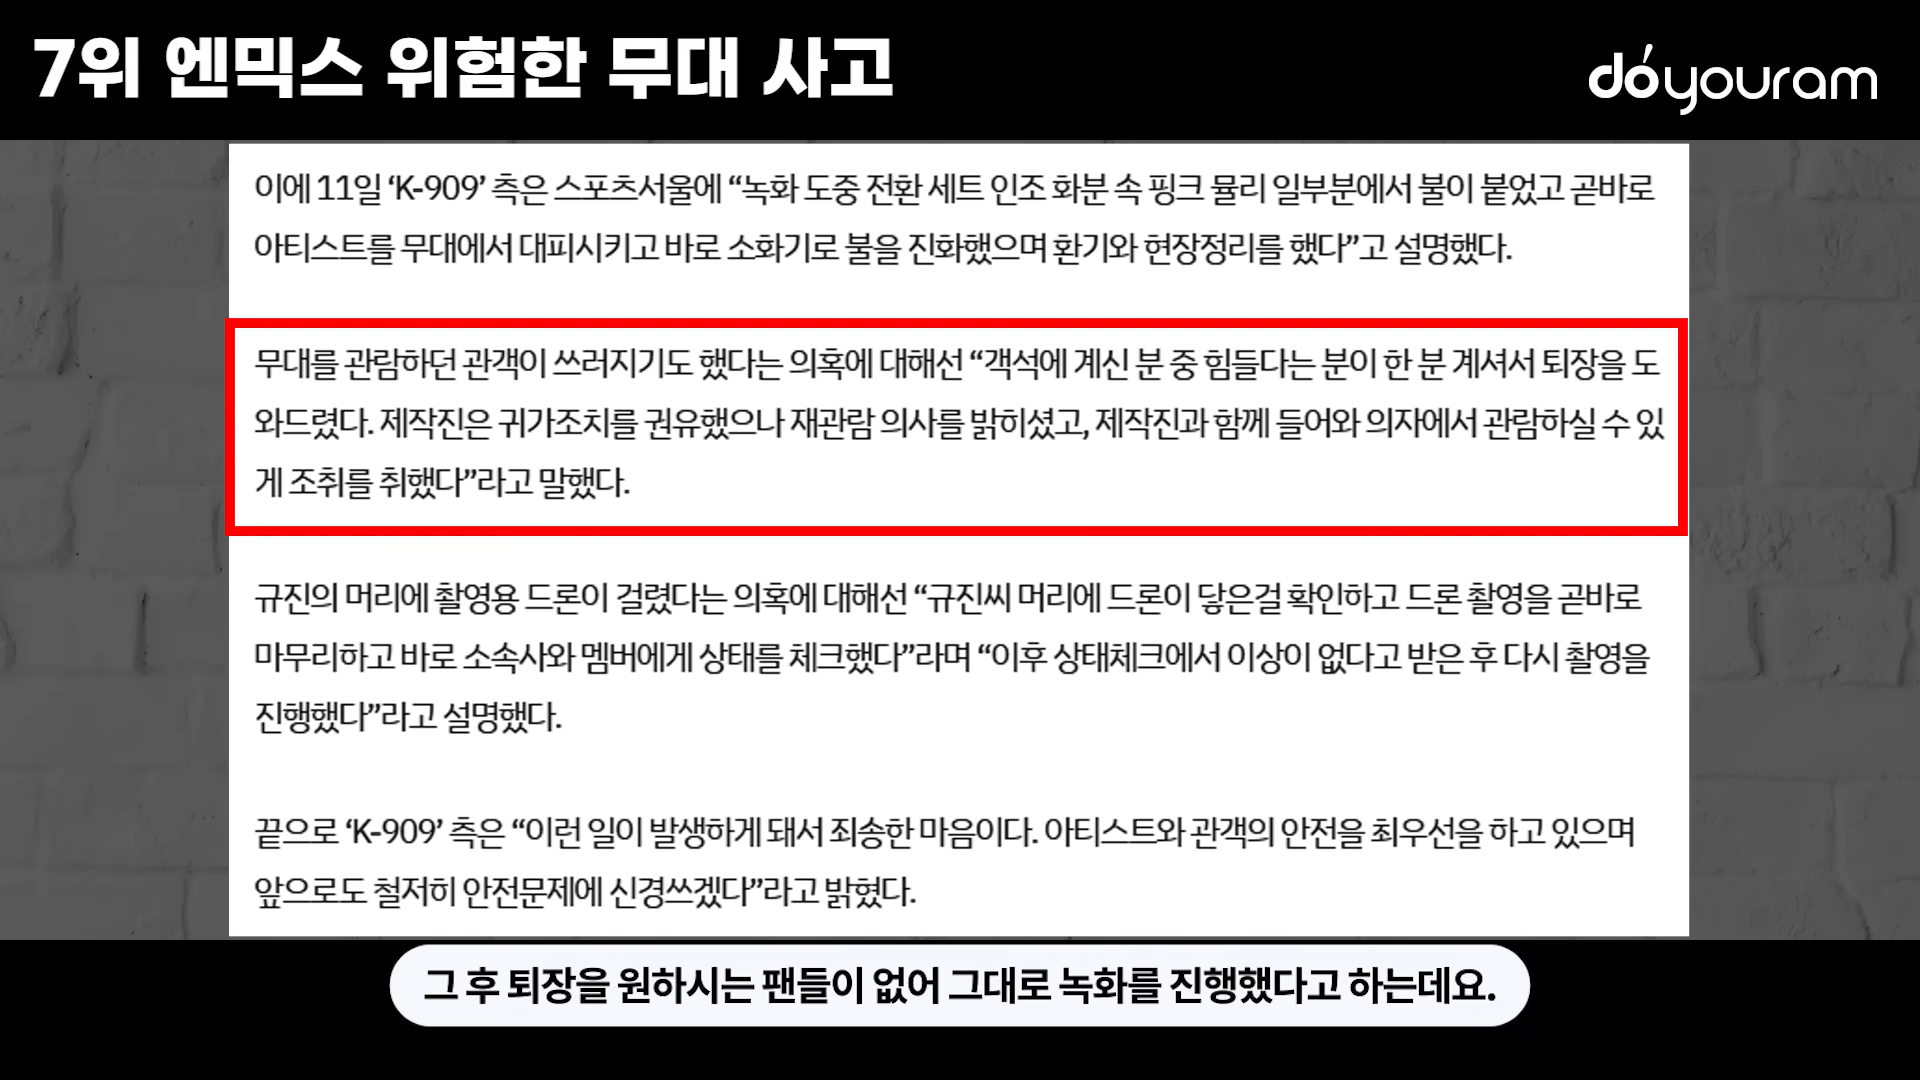 7위 엔믹스 위험한 무대 사고
doyouram
이에 11일 ‘K-909’ 측은 스포츠서울에 “녹화 도중 전환 세트 인조 화분 속 핑크 뮬리 일부분에서 불이 붙었고 곧바로
아티스트를 무대에서 대피시키고 바로 소화기로 불을 진화했으며 환기와 현장정리를 했다”고 설명했다.
무대를 관람하던 관객이 쓰러지기도 했다는 의혹에 대해선 “객석에 계신 분 중 힘들다는 분이 한 분 계셔서 퇴장을 도
와드렸다. 제작진은 귀가조치를 권유했으나 재관람 의사를 밝히셨고, 제작진과 함께 들어와 의자에서 관람하실 수 있
게 조취를 취했다”라고 말했다.
규진의 머리에 촬영용 드론이 걸렸다는 의혹에 대해선 “규진씨 머리에 드론이 닿은걸 확인하고 드론 촬영을 곧바로
마무리하고 바로 소속사와 멤버에게 상태를 체크했다”라며 “이후 상태체크에서 이상이 없다고 받은 후 다시 촬영을
진행했다”라고 설명했다.
끝으로 ‘K-909’ 측은 “이런 일이 발생하게 돼서 죄송한 마음이다. 아티스트와 관객의 안전을 최우선을 하고 있으며
앞으로도 철저히 안전문제에 신경쓰겠다”라고 밝혔다.
그 후 퇴장을 원하시는 팬들이 없어 그대로 녹화를 진행했다고 하는데요.